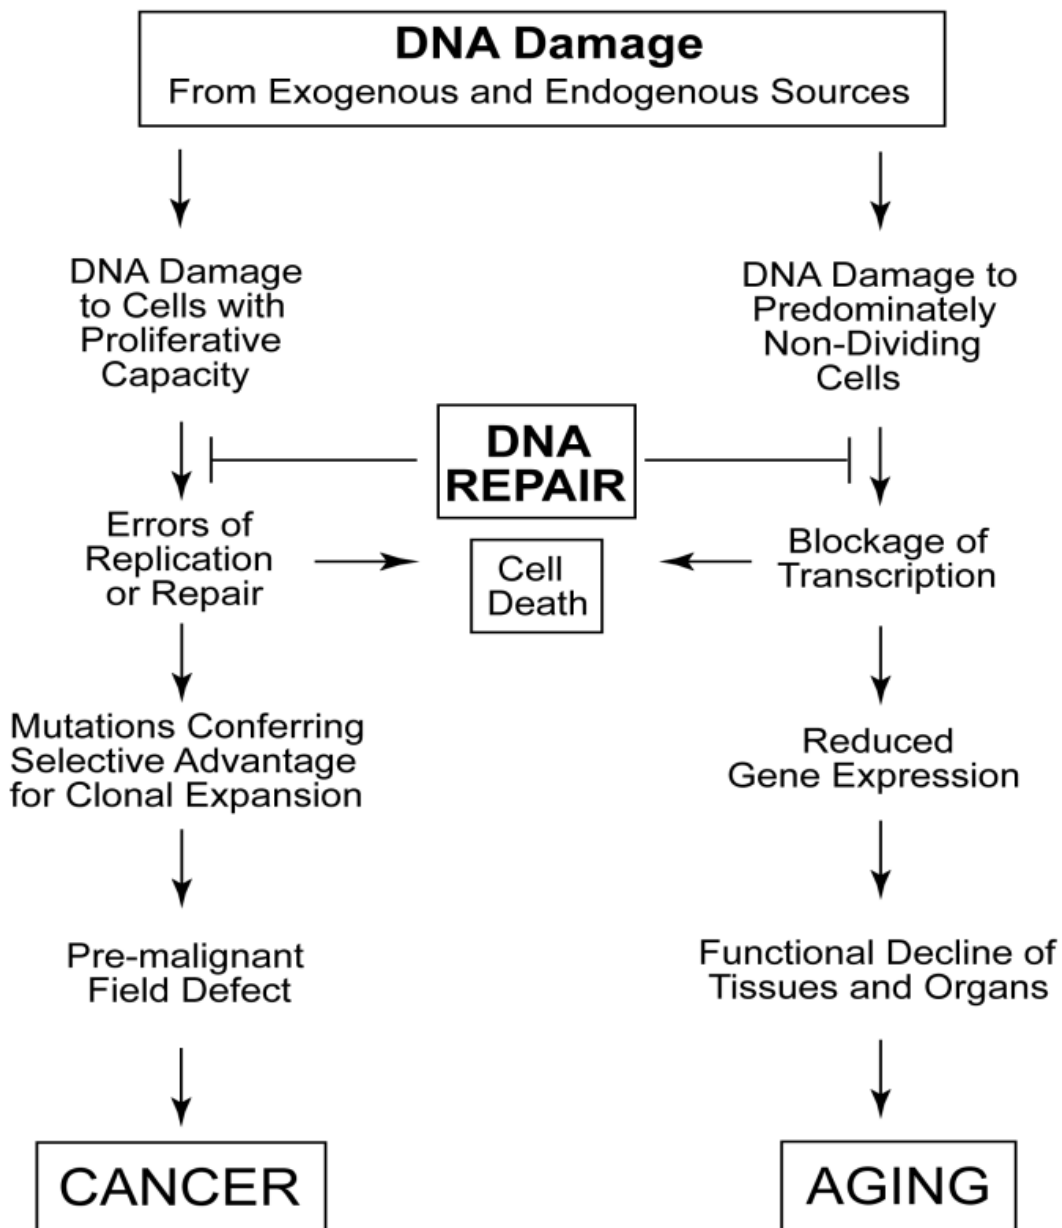 DNA Damage
From Exogenous and Endogenous Sources
DNA Damage
to Cells with
Proliferative
Capacity
DNA Damage to
Predominately
Non-Dividing
Cells
DNA
REPAIR
Errors of
Replication
or Repair
Cell
Death
Blockage of
Transcription
Mutations Conferring
Selective Advantage
for Clonal Expansion
Reduced
Gene Expression
Pre-malignant
Field Defect
Functional Decline of
Tissues and Organs
CANCER
AGING